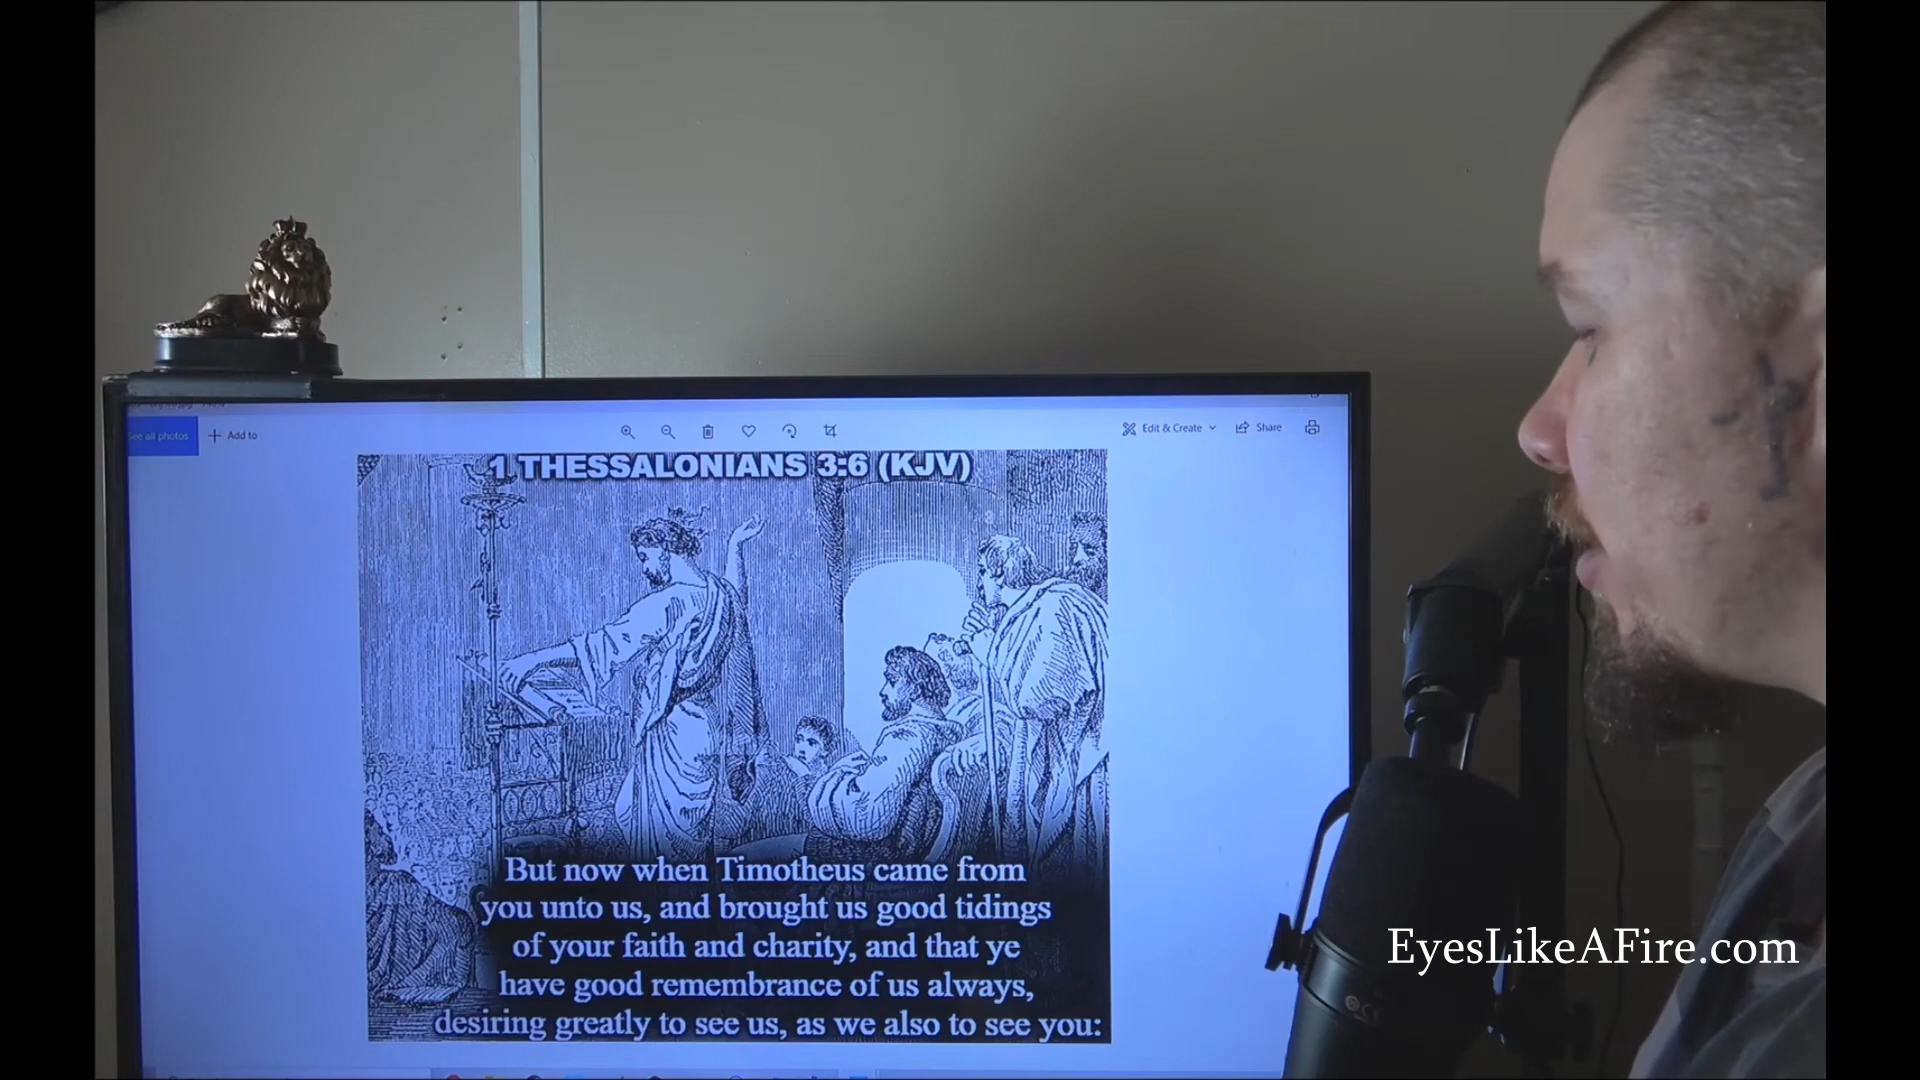 See all photos
Add to
Edit & Create
Share
1 THESSALONIANS 3:6 (KJV)
But now when Timotheus came from
you unto us, and brought us good tidings
of your faith and charity, and that ye
have good remembrance of us always,
desiring greatly to see us, as we also to see you:
EyesLikeAFire.com